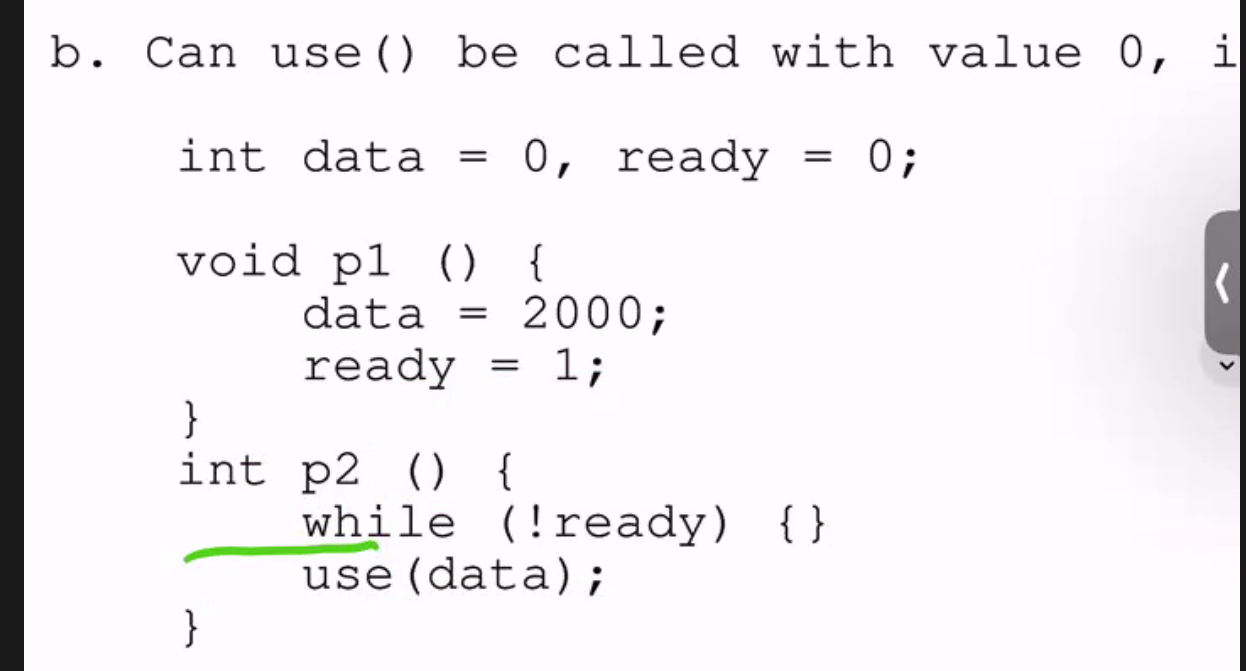 b. Can use() be called with value 0, i
int data = 0, ready = 0;
void p1 () {
data = 2000;
ready = 1;
}
int p2 () {
while (!ready) {}
use(data);
}